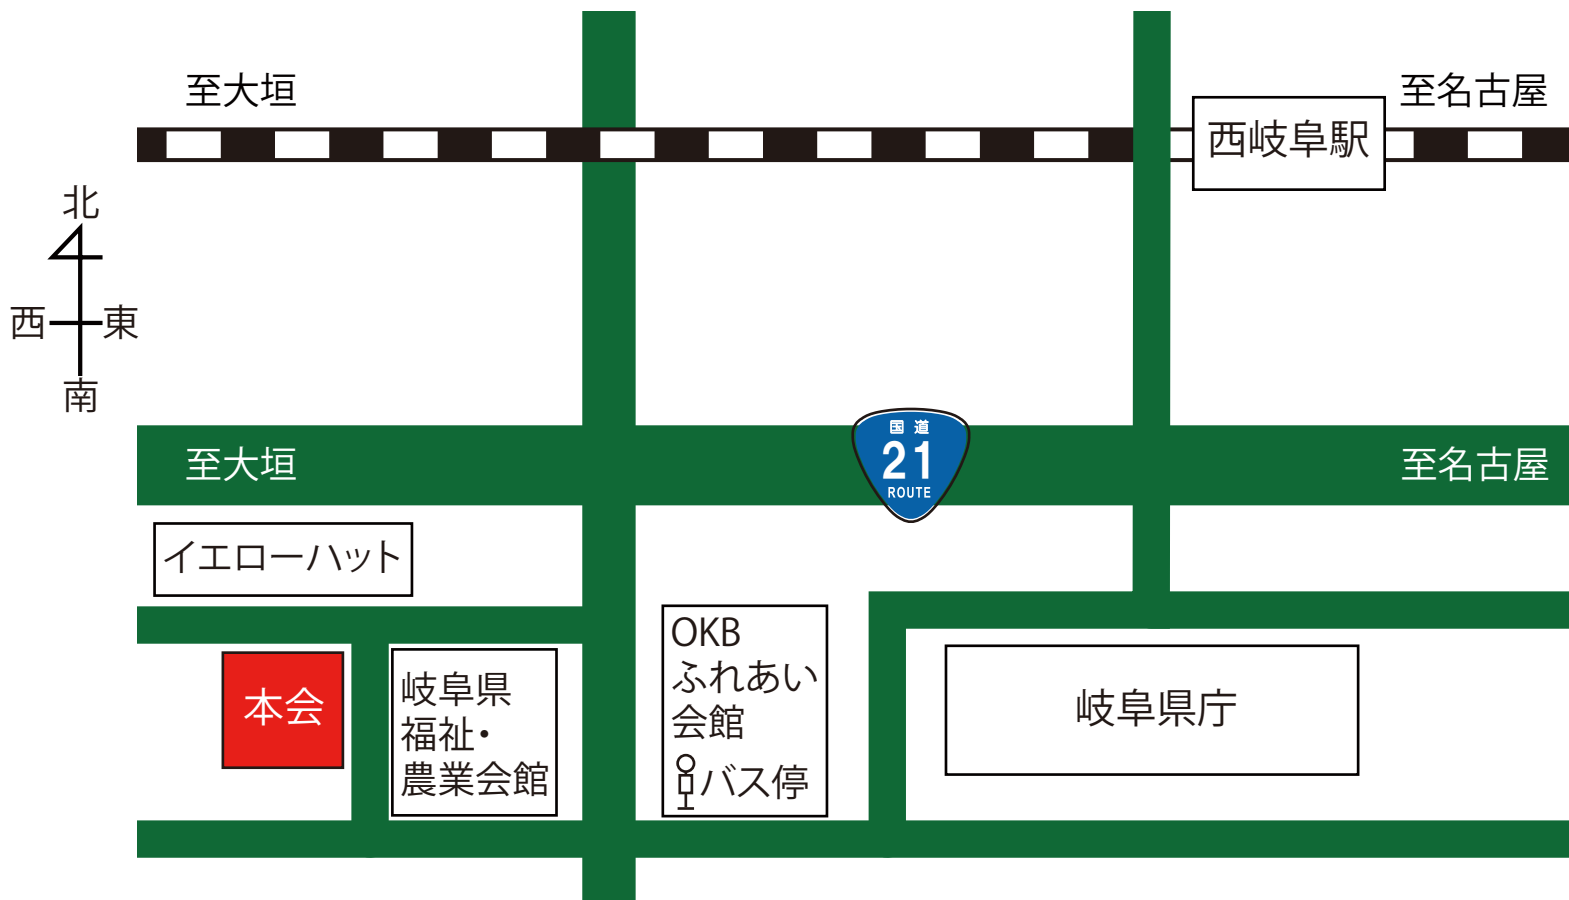 至大垣
至名古屋
西岐阜駅
北
西
東
南
国道
21
ROUTE
至大垣
至名古屋
イエローハット
OKB
ふれあい
会館
バス停
本会
岐阜県
福祉・
農業会館
岐阜県庁